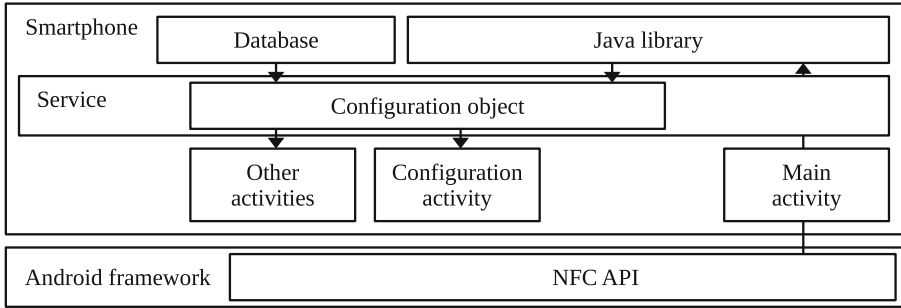 Smartphone
Database
Java library
Service
Configuration object
Other
activities
Configuration
activity
Main
activity
Android framework
NFC API